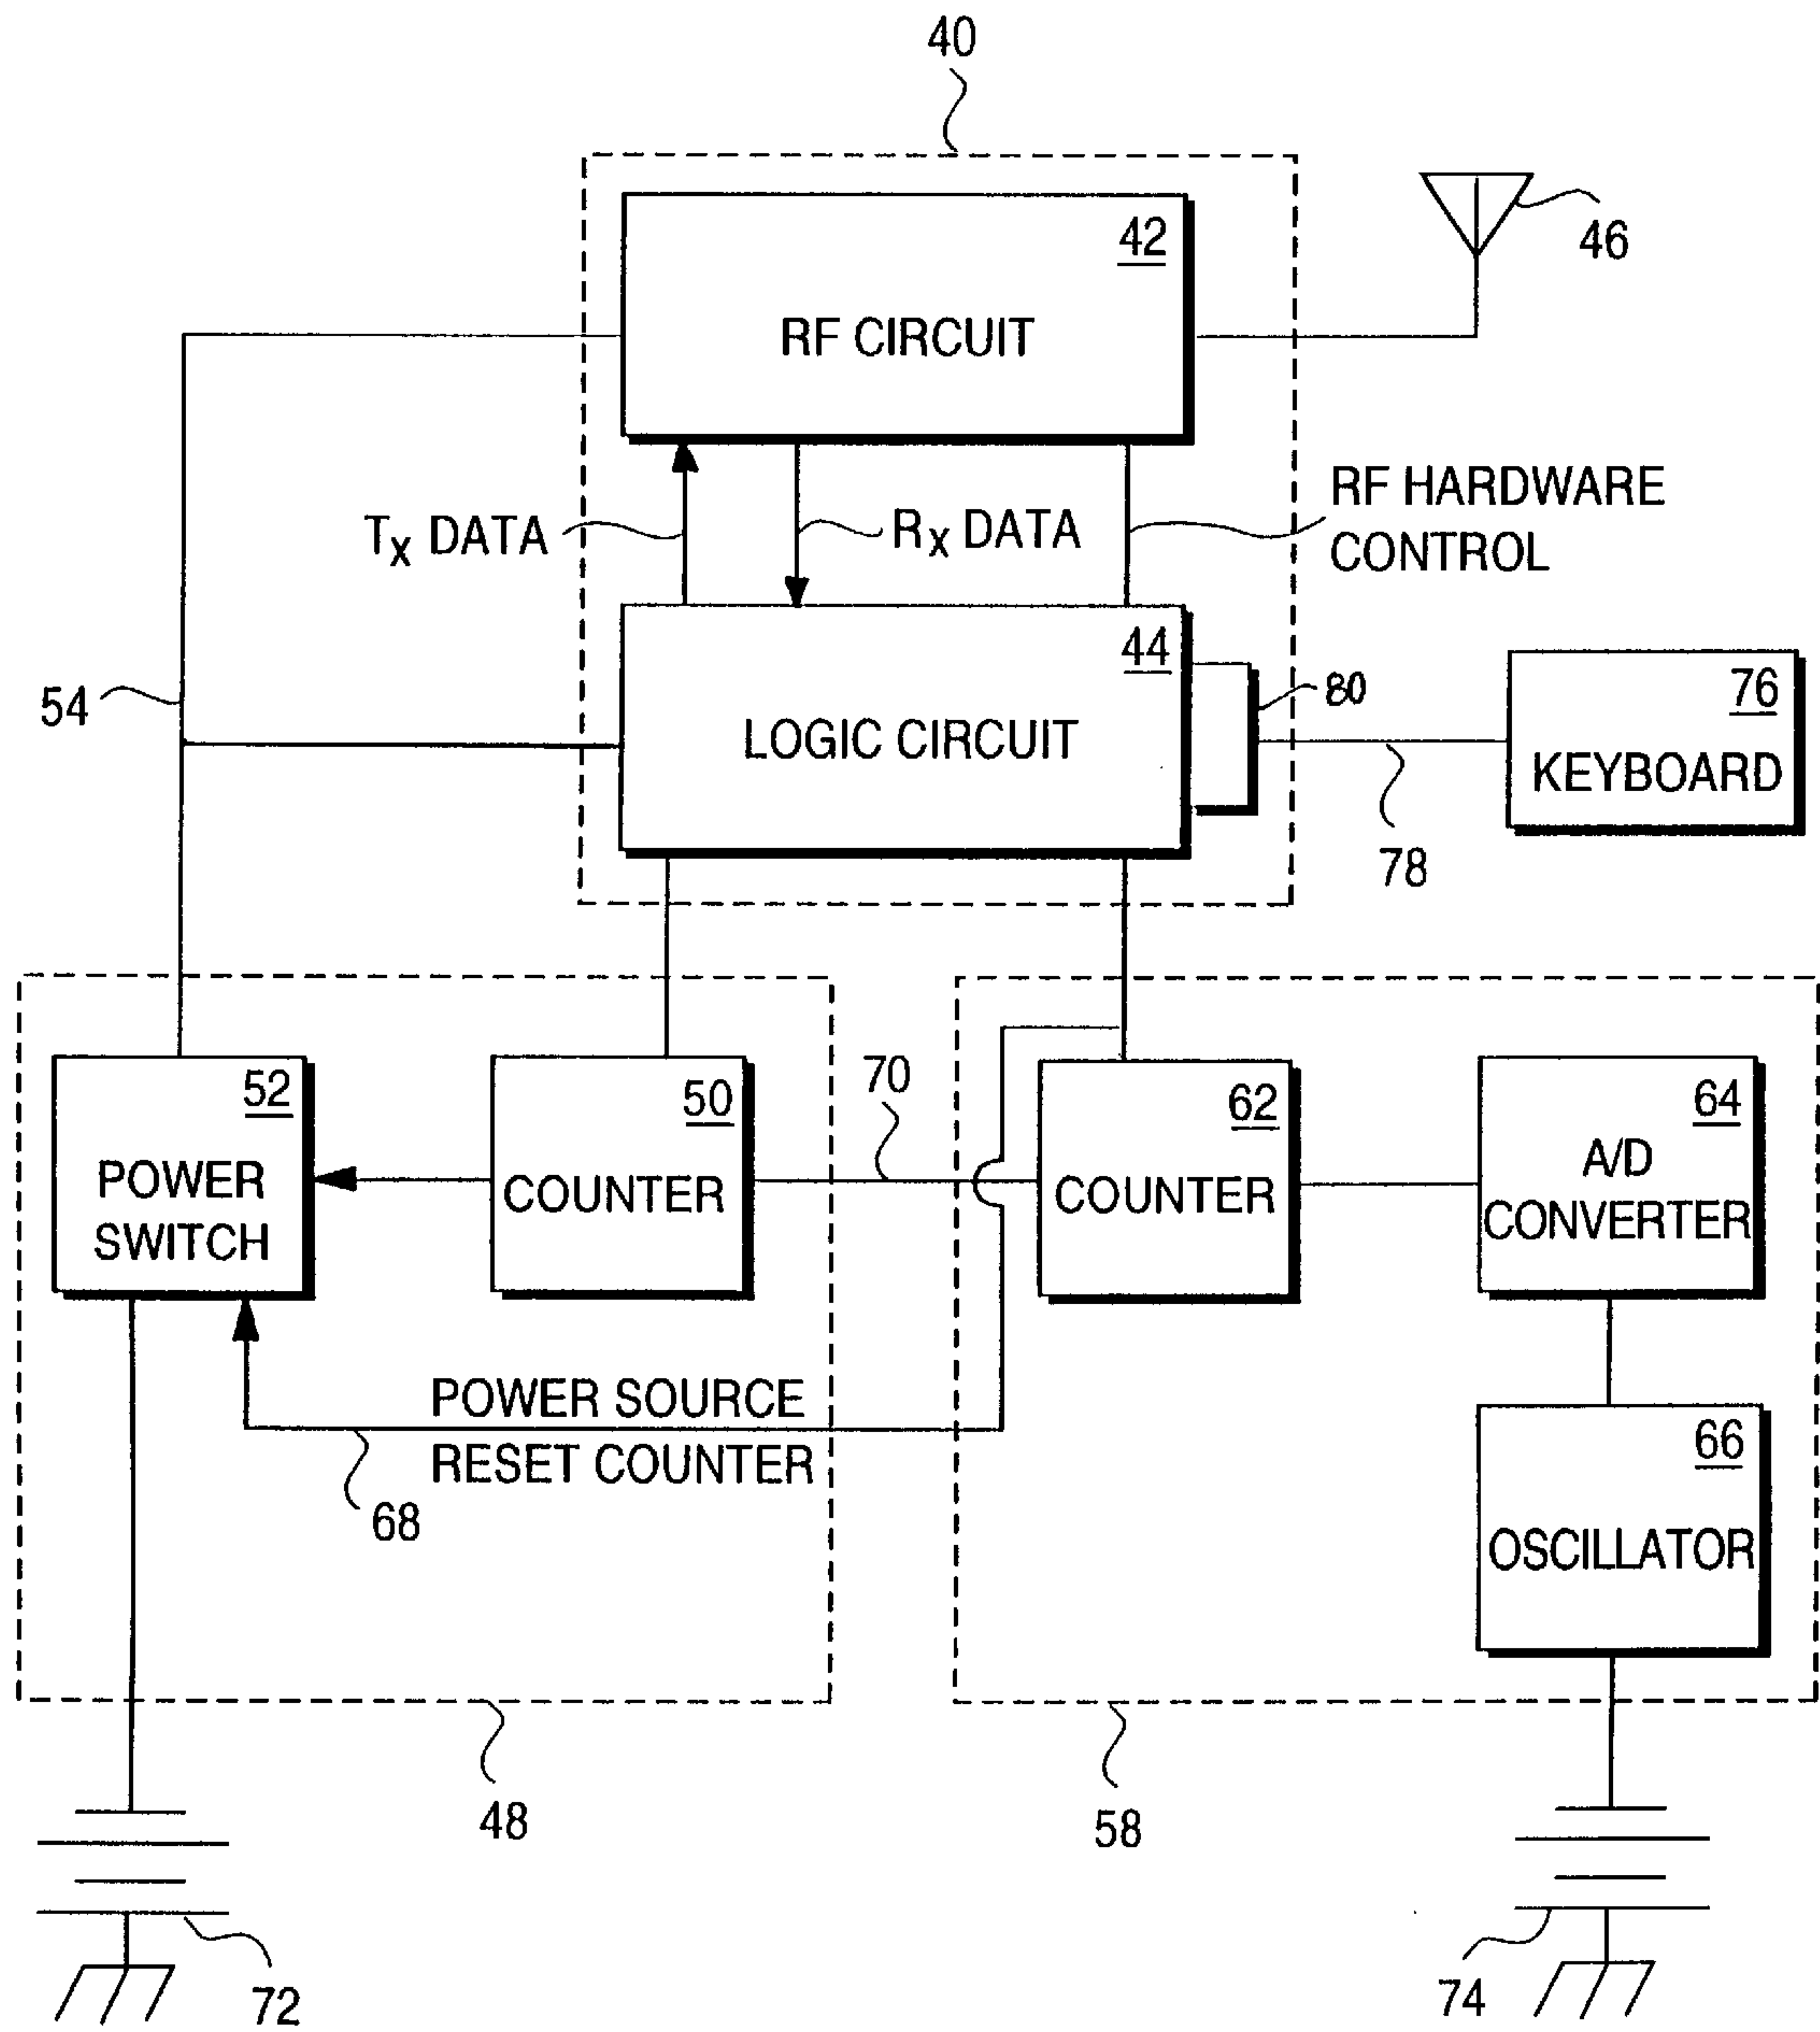 40
42
RF CIRCUIT
46
RF HARDWARE
CONTROL
Tx DATA
Rx DATA
44
LOGIC CIRCUIT
80
76
KEYBOARD
54
78
52
POWER
SWITCH
50
COUNTER
70
62
COUNTER
64
A/D
CONVERTER
POWER SOURCE
RESET COUNTER
68
66
OSCILLATOR
48
58
72
74